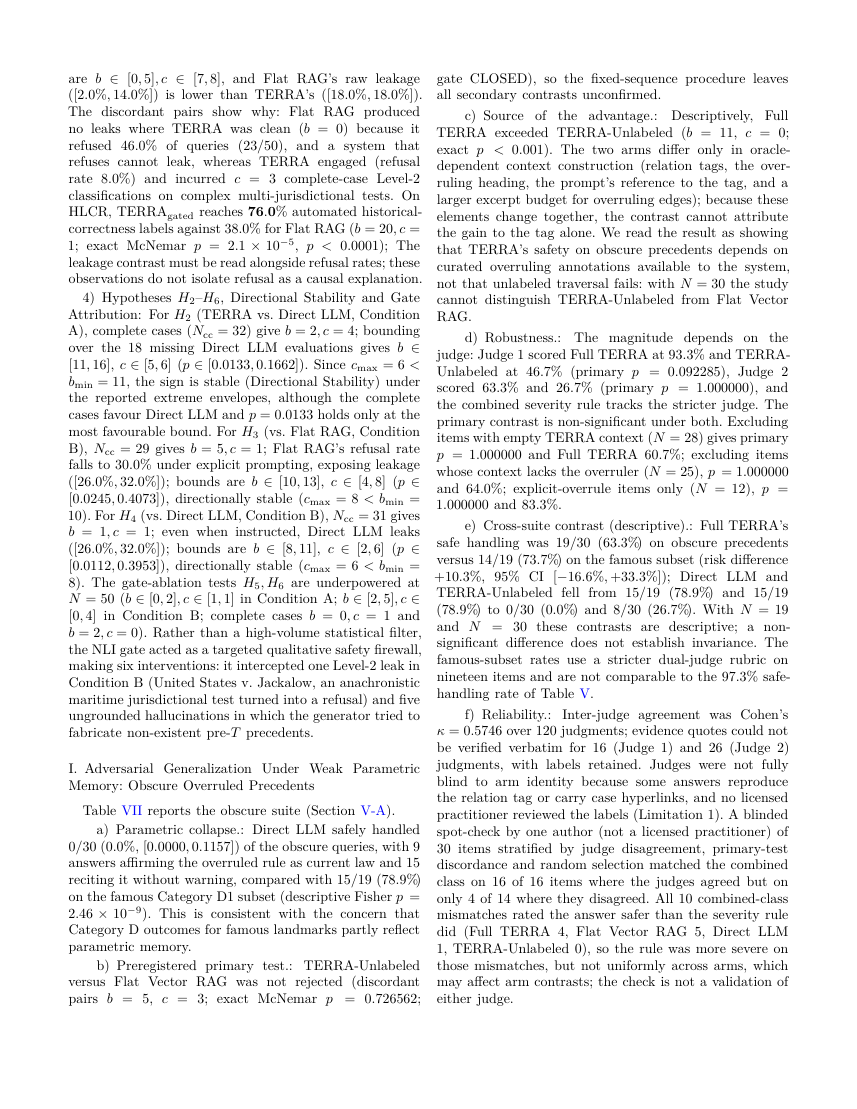 are b ∈ [0, 5], c ∈ [7, 8], and Flat RAG's raw leakage
([2.0%, 14.0%]) is lower than TERRA's ([18.0%, 18.0%]).
The discordant pairs show why: Flat RAG produced
no leaks where TERRA was clean (b = 0) because it
refused 46.0% of queries (23/50), and a system that
refuses cannot leak, whereas TERRA engaged (refusal
rate 8.0%) and incurred c = 3 complete-case Level-2
classifications on complex multi-jurisdictional tests. On
HLCR, TERRA_gated reaches 76.0% automated historical-
correctness labels against 38.0% for Flat RAG (b = 20, c =
1; exact McNemar p = 2.1 × 10⁻⁵, p < 0.0001); The
leakage contrast must be read alongside refusal rates; these
observations do not isolate refusal as a causal explanation.
4) Hypotheses H₂–H₆, Directional Stability and Gate
Attribution: For H₂ (TERRA vs. Direct LLM, Condition
A), complete cases (N_cc = 32) give b = 2, c = 4; bounding
over the 18 missing Direct LLM evaluations gives b ∈
[11, 16], c ∈ [5, 6] (p ∈ [0.0133, 0.1662]). Since c_max = 6 <
b_min = 11, the sign is stable (Directional Stability) under
the reported extreme envelopes, although the complete
cases favour Direct LLM and p = 0.0133 holds only at the
most favourable bound. For H₃ (vs. Flat RAG, Condition
B), N_cc = 29 gives b = 5, c = 1; Flat RAG's refusal rate
falls to 30.0% under explicit prompting, exposing leakage
([26.0%, 32.0%]); bounds are b ∈ [10, 13], c ∈ [4, 8] (p ∈
[0.0245, 0.4073]), directionally stable (c_max = 8 < b_min =
10). For H₄ (vs. Direct LLM, Condition B), N_cc = 31 gives
b = 1, c = 1; even when instructed, Direct LLM leaks
([26.0%, 32.0%]); bounds are b ∈ [8, 11], c ∈ [2, 6] (p ∈
[0.0112, 0.3953]), directionally stable (c_max = 6 < b_min =
8). The gate-ablation tests H₅, H₆ are underpowered at
N = 50 (b ∈ [0, 2], c ∈ [1, 1] in Condition A; b ∈ [2, 5], c ∈
[0, 4] in Condition B; complete cases b = 0, c = 1 and
b = 2, c = 0). Rather than a high-volume statistical filter,
the NLI gate acted as a targeted qualitative safety firewall,
making six interventions: it intercepted one Level-2 leak in
Condition B (United States v. Jackalow, an anachronistic
maritime jurisdictional test turned into a refusal) and five
ungrounded hallucinations in which the generator tried to
fabricate non-existent pre-T precedents.
I. Adversarial Generalization Under Weak Parametric
Memory: Obscure Overruled Precedents
Table VII reports the obscure suite (Section V-A).
a) Parametric collapse.: Direct LLM safely handled
0/30 (0.0%, [0.0000, 0.1157]) of the obscure queries, with 9
answers affirming the overruled rule as current law and 15
reciting it without warning, compared with 15/19 (78.9%)
on the famous Category D1 subset (descriptive Fisher p =
2.46 × 10⁻⁹). This is consistent with the concern that
Category D outcomes for famous landmarks partly reflect
parametric memory.
b) Preregistered primary test.: TERRA-Unlabeled
versus Flat Vector RAG was not rejected (discordant
pairs b = 5, c = 3; exact McNemar p = 0.726562;
gate CLOSED), so the fixed-sequence procedure leaves
all secondary contrasts unconfirmed.
c) Source of the advantage.: Descriptively, Full
TERRA exceeded TERRA-Unlabeled (b = 11, c = 0;
exact p < 0.001). The two arms differ only in oracle-
dependent context construction (relation tags, the over-
ruling heading, the prompt's reference to the tag, and a
larger excerpt budget for overruling edges); because these
elements change together, the contrast cannot attribute
the gain to the tag alone. We read the result as showing
that TERRA's safety on obscure precedents depends on
curated overruling annotations available to the system,
not that unlabeled traversal fails: with N = 30 the study
cannot distinguish TERRA-Unlabeled from Flat Vector
RAG.
d) Robustness.: The magnitude depends on the
judge: Judge 1 scored Full TERRA at 93.3% and TERRA-
Unlabeled at 46.7% (primary p = 0.092285), Judge 2
scored 63.3% and 26.7% (primary p = 1.000000), and
the combined severity rule tracks the stricter judge. The
primary contrast is non-significant under both. Excluding
items with empty TERRA context (N = 28) gives primary
p = 1.000000 and Full TERRA 60.7%; excluding items
whose context lacks the overruler (N = 25), p = 1.000000
and 64.0%; explicit-overrule items only (N = 12), p =
1.000000 and 83.3%.
e) Cross-suite contrast (descriptive).: Full TERRA's
safe handling was 19/30 (63.3%) on obscure precedents
versus 14/19 (73.7%) on the famous subset (risk difference
+10.3%, 95% CI [−16.6%, +33.3%]); Direct LLM and
TERRA-Unlabeled fell from 15/19 (78.9%) and 15/19
(78.9%) to 0/30 (0.0%) and 8/30 (26.7%). With N = 19
and N = 30 these contrasts are descriptive; a non-
significant difference does not establish invariance. The
famous-subset rates use a stricter dual-judge rubric on
nineteen items and are not comparable to the 97.3% safe-
handling rate of Table V.
f) Reliability.: Inter-judge agreement was Cohen's
κ = 0.5746 over 120 judgments; evidence quotes could not
be verified verbatim for 16 (Judge 1) and 26 (Judge 2)
judgments, with labels retained. Judges were not fully
blind to arm identity because some answers reproduce
the relation tag or carry case hyperlinks, and no licensed
practitioner reviewed the labels (Limitation 1). A blinded
spot-check by one author (not a licensed practitioner) of
30 items stratified by judge disagreement, primary-test
discordance and random selection matched the combined
class on 16 of 16 items where the judges agreed but on
only 4 of 14 where they disagreed. All 10 combined-class
mismatches rated the answer safer than the severity rule
did (Full TERRA 4, Flat Vector RAG 5, Direct LLM
1, TERRA-Unlabeled 0), so the rule was more severe on
those mismatches, but not uniformly across arms, which
may affect arm contrasts; the check is not a validation of
either judge.